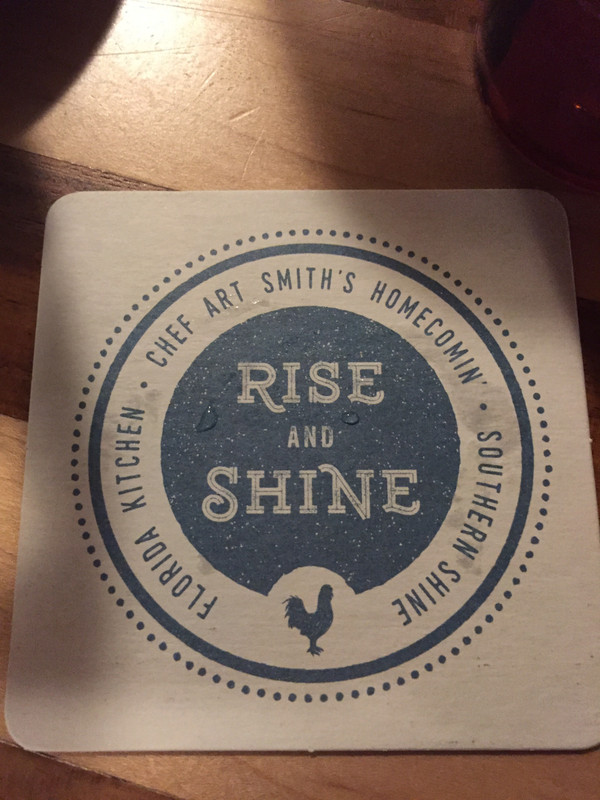 FLORIDA KITCHEN • CHEF ART SMITH'S HOMECOMIN' • SOUTHERN SHINE
RISE
AND
SHINE